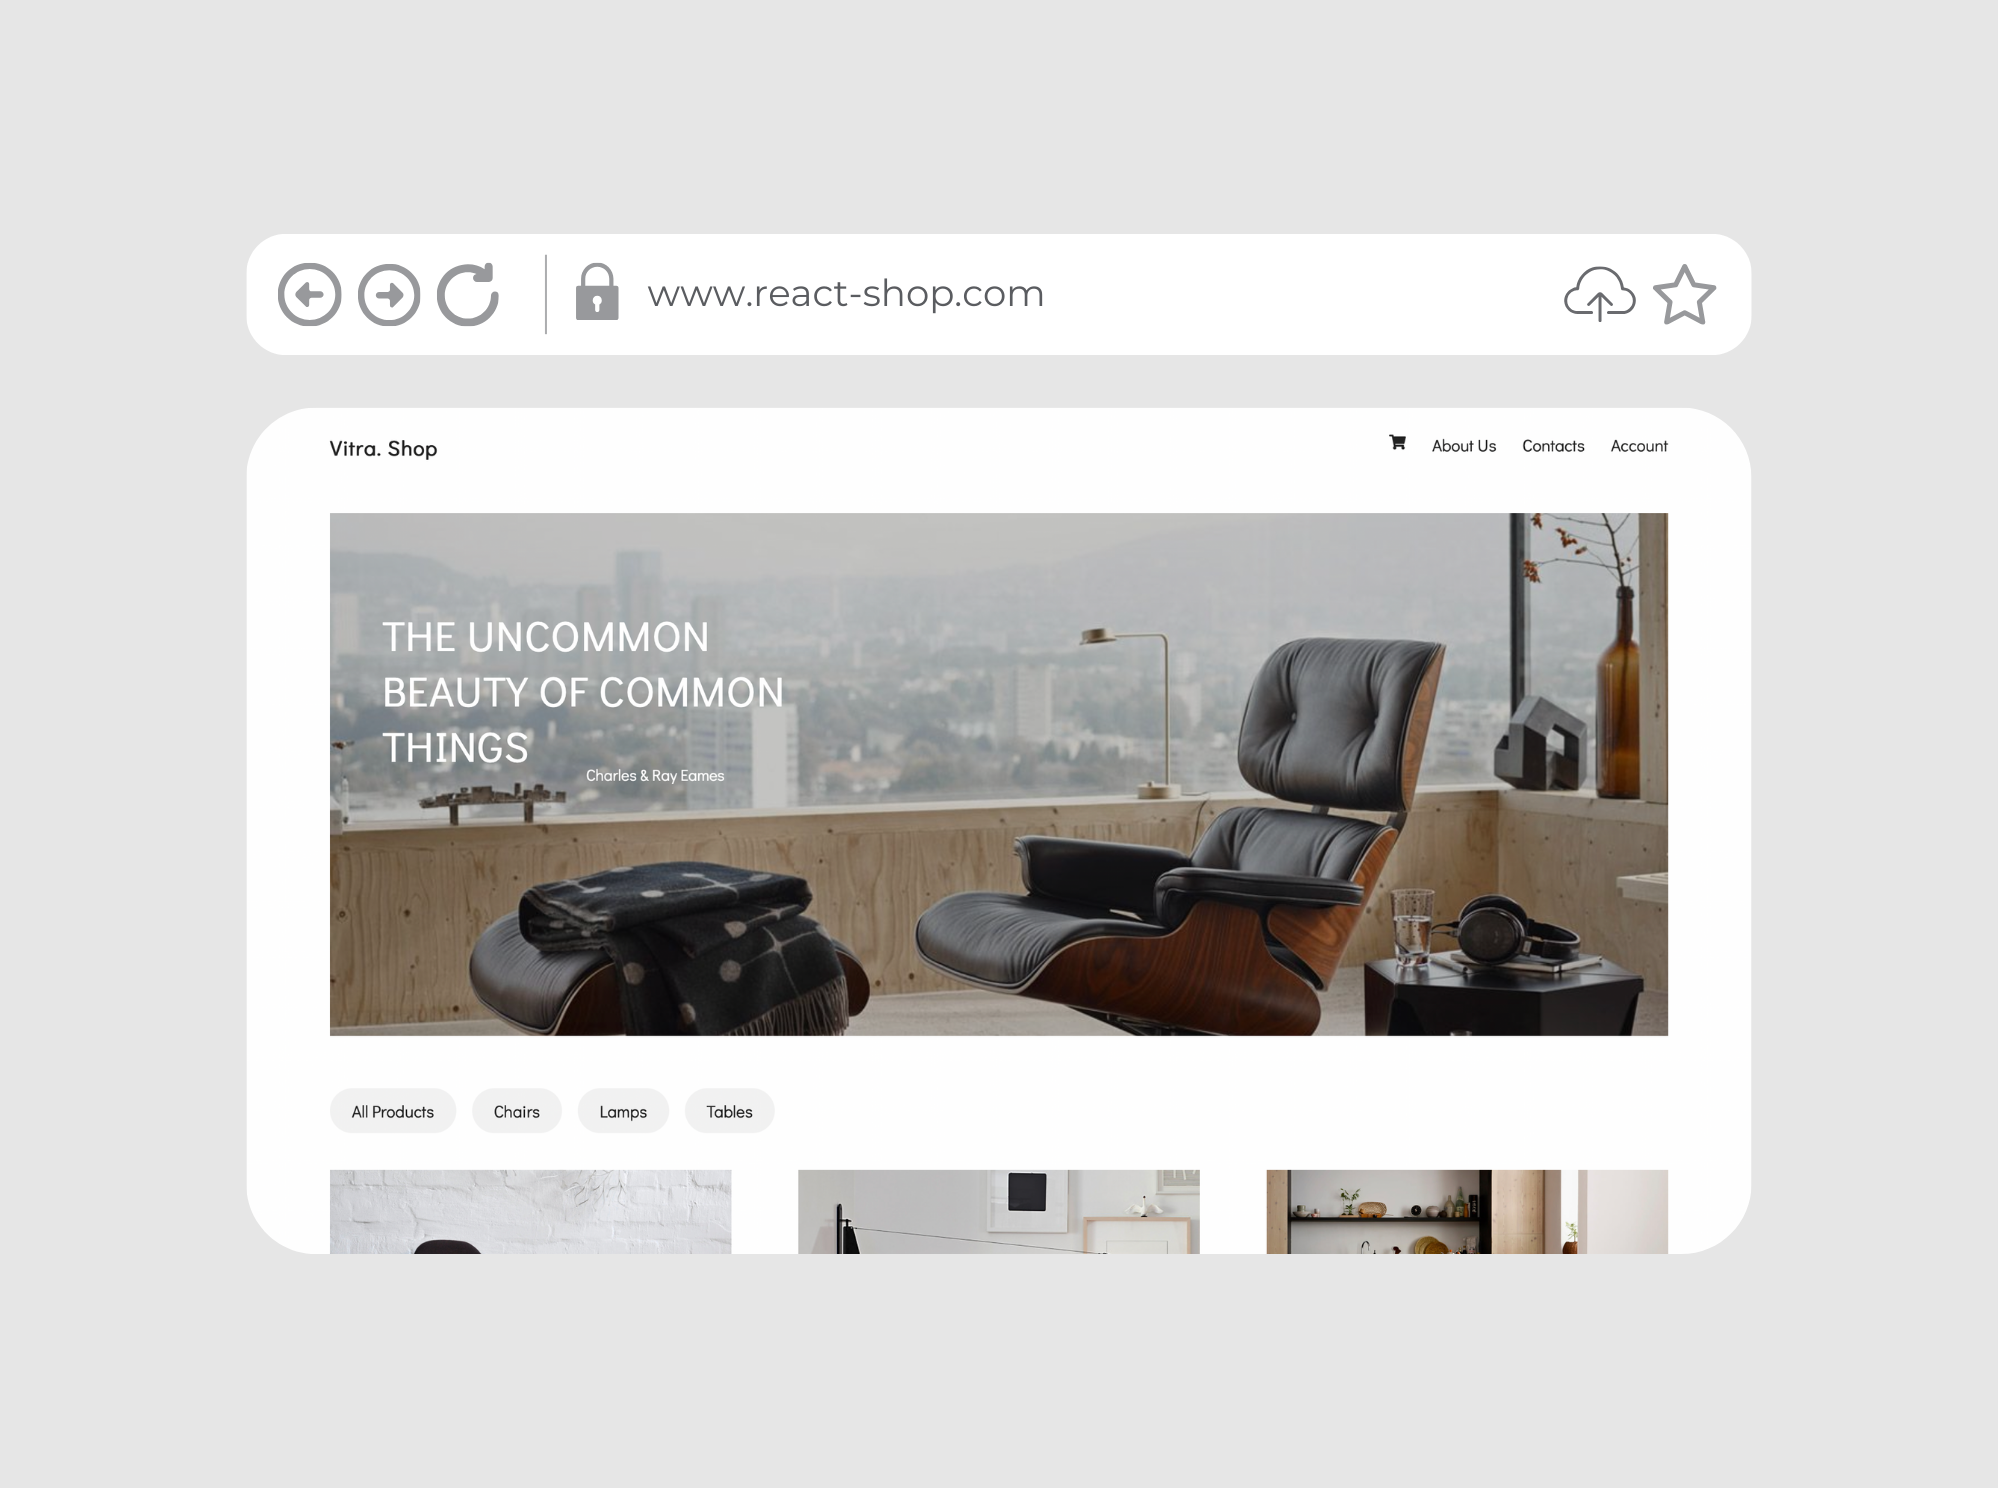 www.react-shop.com
Vitra. Shop
About Us Contacts Account
THE UNCOMMON
BEAUTY OF COMMON
THINGS
Charles & Ray Eames
All Products Chairs Lamps Tables